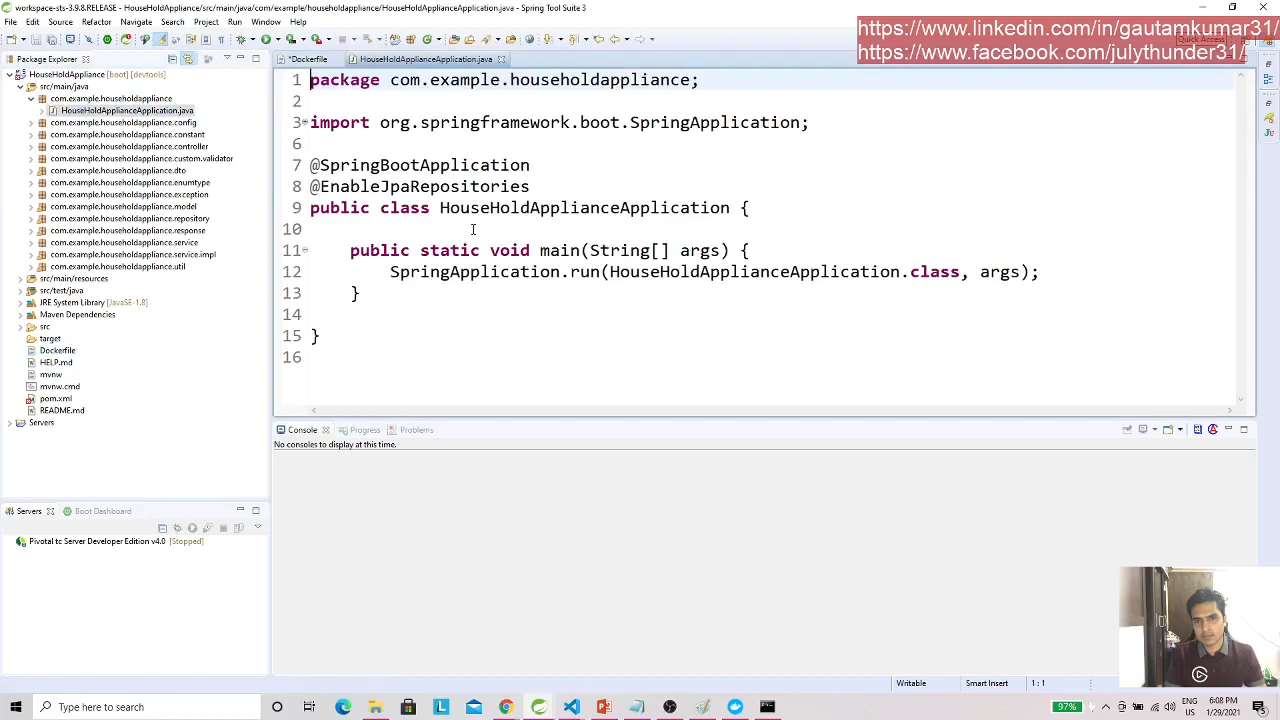 workspace-sts-3.9.8.RELEASE - HouseHoldAppliance/src/main/java/com/example/householdappliance/HouseHoldApplianceApplication.java - Spring Tool Suite 3
File Edit Source Refactor Navigate Search Project Run Window Help
https://www.linkedin.com/in/gautamkumar31/
https://www.facebook.com/julythunder31/
Quick Access
Package Explorer
HouseHoldAppliance [boot] [devtools]
src/main/java
com.example.householdappliance
HouseHoldApplianceApplication.java
com.example.householdappliance.config
com.example.householdappliance.constant
com.example.householdappliance.controller
com.example.householdappliance.custom.validator
com.example.householdappliance.dto
com.example.householdappliance.enumtype
com.example.householdappliance.exception
com.example.householdappliance.model
com.example.householdappliance.repository
com.example.householdappliance.response
com.example.householdappliance.service
com.example.householdappliance.service.impl
com.example.householdappliance.util
src/main/resources
src/test/java
JRE System Library [JavaSE-1.8]
Maven Dependencies
src
target
Dockerfile
HELP.md
mvnw
mvnw.cmd
pom.xml
README.md
Servers
*Dockerfile HouseHoldApplianceApplication.java
1 package com.example.householdappliance;
2
3 import org.springframework.boot.SpringApplication;
6
7 @SpringBootApplication
8 @EnableJpaRepositories
9 public class HouseHoldApplianceApplication {
10
11 public static void main(String[] args) {
12 SpringApplication.run(HouseHoldApplianceApplication.class, args);
13 }
14
15 }
16
Console Progress Problems
No consoles to display at this time.
Servers Boot Dashboard
Pivotal tc Server Developer Edition v4.0 [Stopped]
Writable Smart Insert 1 : 1
Type here to search
97% ENG US 6:08 PM 1/29/2021